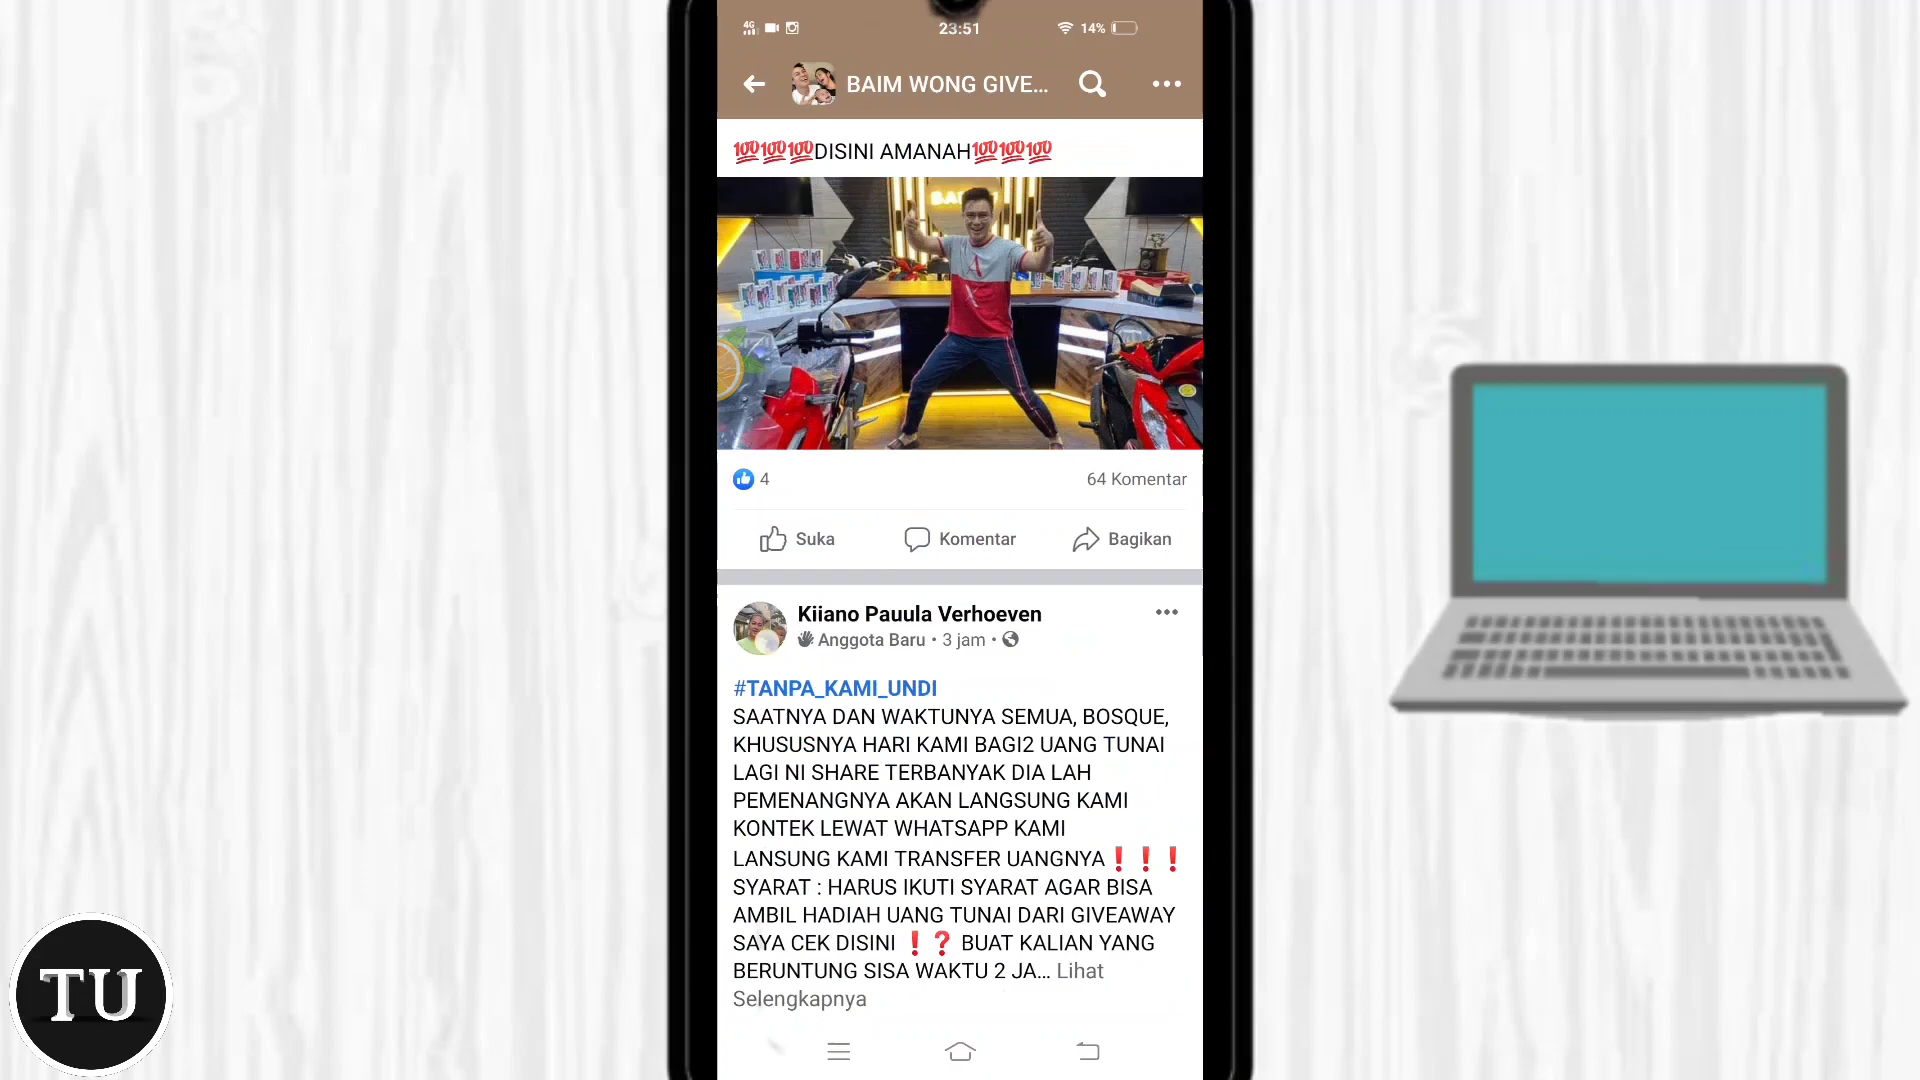 4G 23:51 14%
BAIM WONG GIVE...
💯💯💯DISINI AMANAH💯💯💯
4 64 Komentar
Suka Komentar Bagikan
Kiiano Pauula Verhoeven
Anggota Baru • 3 jam •
#TANPA_KAMI_UNDI
SAATNYA DAN WAKTUNYA SEMUA, BOSQUE,
KHUSUSNYA HARI KAMI BAGI2 UANG TUNAI
LAGI NI SHARE TERBANYAK DIA LAH
PEMENANGNYA AKAN LANGSUNG KAMI
KONTEK LEWAT WHATSAPP KAMI
LANSUNG KAMI TRANSFER UANGNYA❗❗❗
SYARAT : HARUS IKUTI SYARAT AGAR BISA
AMBIL HADIAH UANG TUNAI DARI GIVEAWAY
SAYA CEK DISINI ❗❓ BUAT KALIAN YANG
BERUNTUNG SISA WAKTU 2 JA... Lihat
Selengkapnya
TU